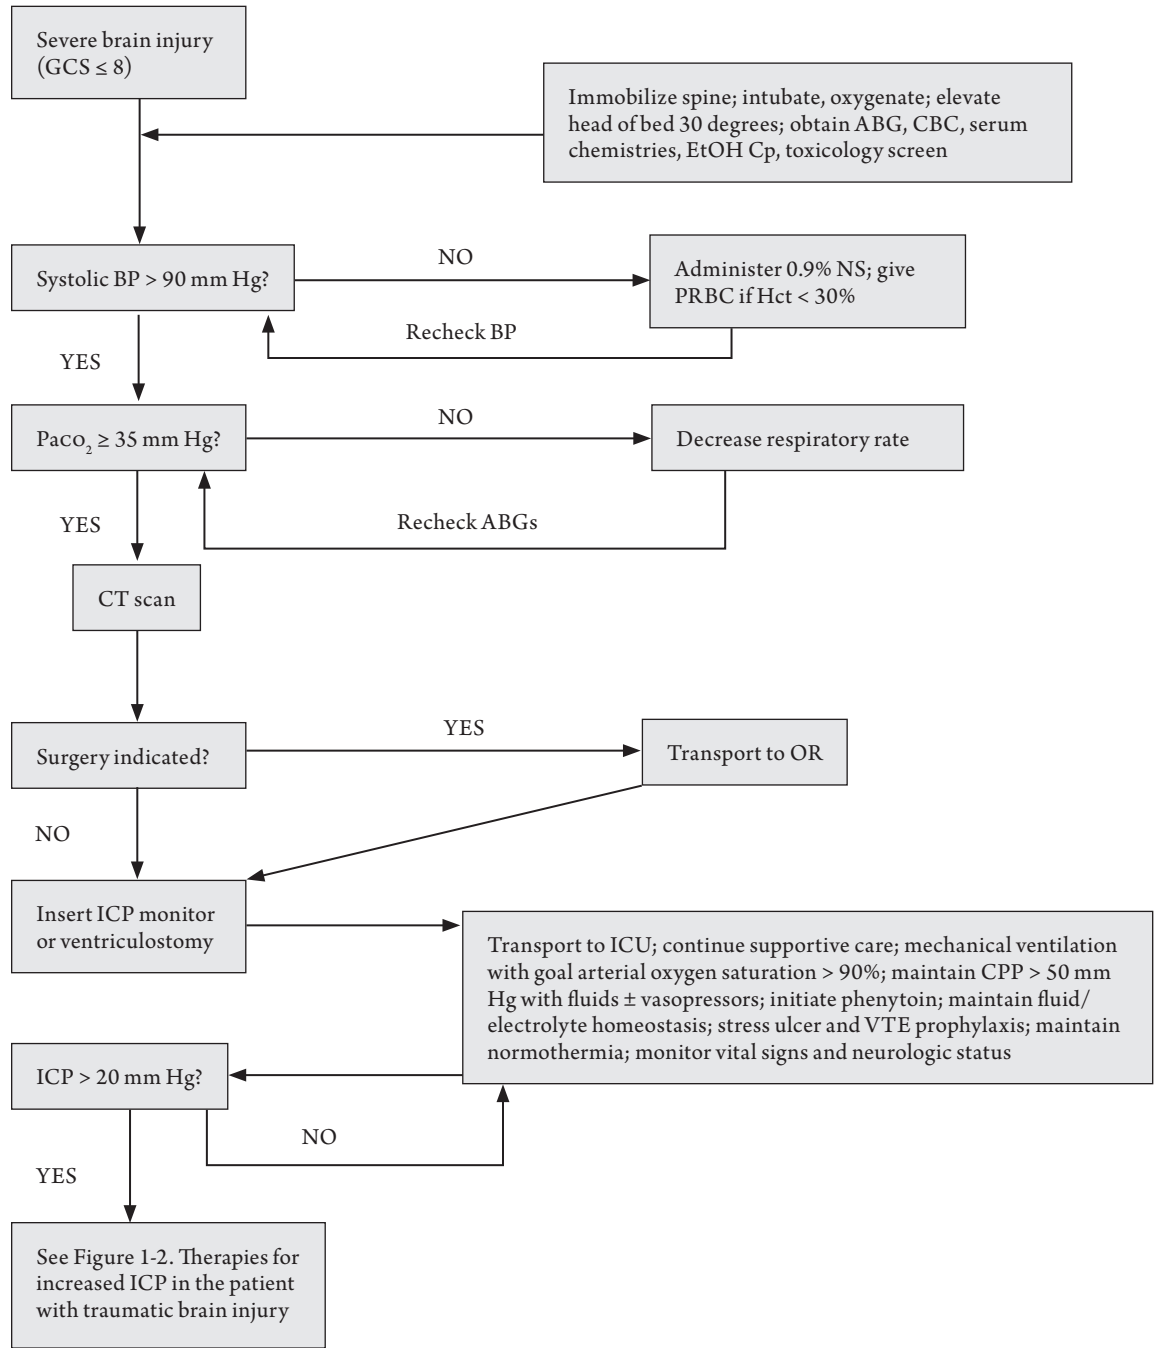 Severe brain injury
(GCS ≤ 8)
Immobilize spine; intubate, oxygenate; elevate
head of bed 30 degrees; obtain ABG, CBC, serum
chemistries, EtOH Cp, toxicology screen
Systolic BP > 90 mm Hg?
NO
Administer 0.9% NS; give
PRBC if Hct < 30%
Recheck BP
YES
Paco₂ ≥ 35 mm Hg?
NO
Decrease respiratory rate
Recheck ABGs
YES
CT scan
Surgery indicated?
YES
Transport to OR
NO
Insert ICP monitor
or ventriculostomy
Transport to ICU; continue supportive care; mechanical ventilation
with goal arterial oxygen saturation > 90%; maintain CPP > 50 mm
Hg with fluids ± vasopressors; initiate phenytoin; maintain fluid/
electrolyte homeostasis; stress ulcer and VTE prophylaxis; maintain
normothermia; monitor vital signs and neurologic status
ICP > 20 mm Hg?
NO
YES
See Figure 1-2. Therapies for
increased ICP in the patient
with traumatic brain injury